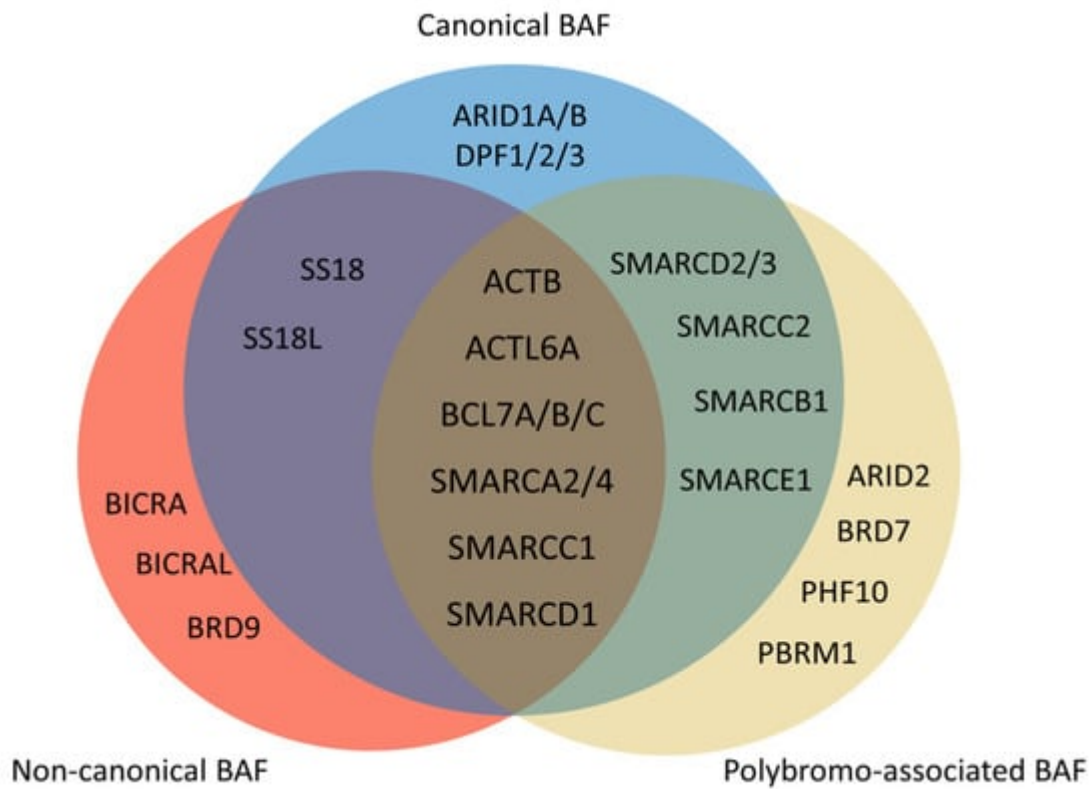 Canonical BAF
ARID1A/B
DPF1/2/3
SS18
SS18L
ACTB
ACTL6A
BCL7A/B/C
SMARCA2/4
SMARCC1
SMARCD1
SMARCD2/3
SMARCC2
SMARCB1
SMARCE1
BICRA
BICRAL
BRD9
ARID2
BRD7
PHF10
PBRM1
Non-canonical BAF
Polybromo-associated BAF